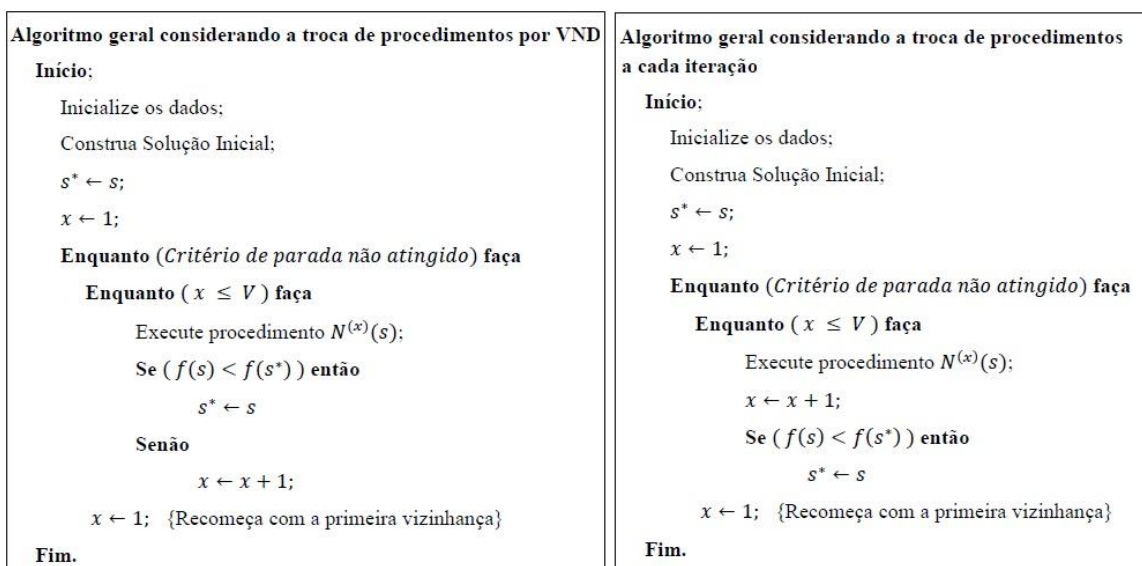 Algoritmo geral considerando a troca de procedimentos por VND
Início;
Inicialize os dados;
Construa Solução Inicial;
s* ← s;
x ← 1;
Enquanto (Critério de parada não atingido) faça
Enquanto ( x ≤ V ) faça
Execute procedimento N^(x)(s);
Se ( f(s) < f(s*) ) então
s* ← s
Senão
x ← x + 1;
x ← 1; {Recomeça com a primeira vizinhança}
Fim.
Algoritmo geral considerando a troca de procedimentos
a cada iteração
Início;
Inicialize os dados;
Construa Solução Inicial;
s* ← s;
x ← 1;
Enquanto (Critério de parada não atingido) faça
Enquanto ( x ≤ V ) faça
Execute procedimento N^(x)(s);
x ← x + 1;
Se ( f(s) < f(s*) ) então
s* ← s
x ← 1; {Recomeça com a primeira vizinhança}
Fim.